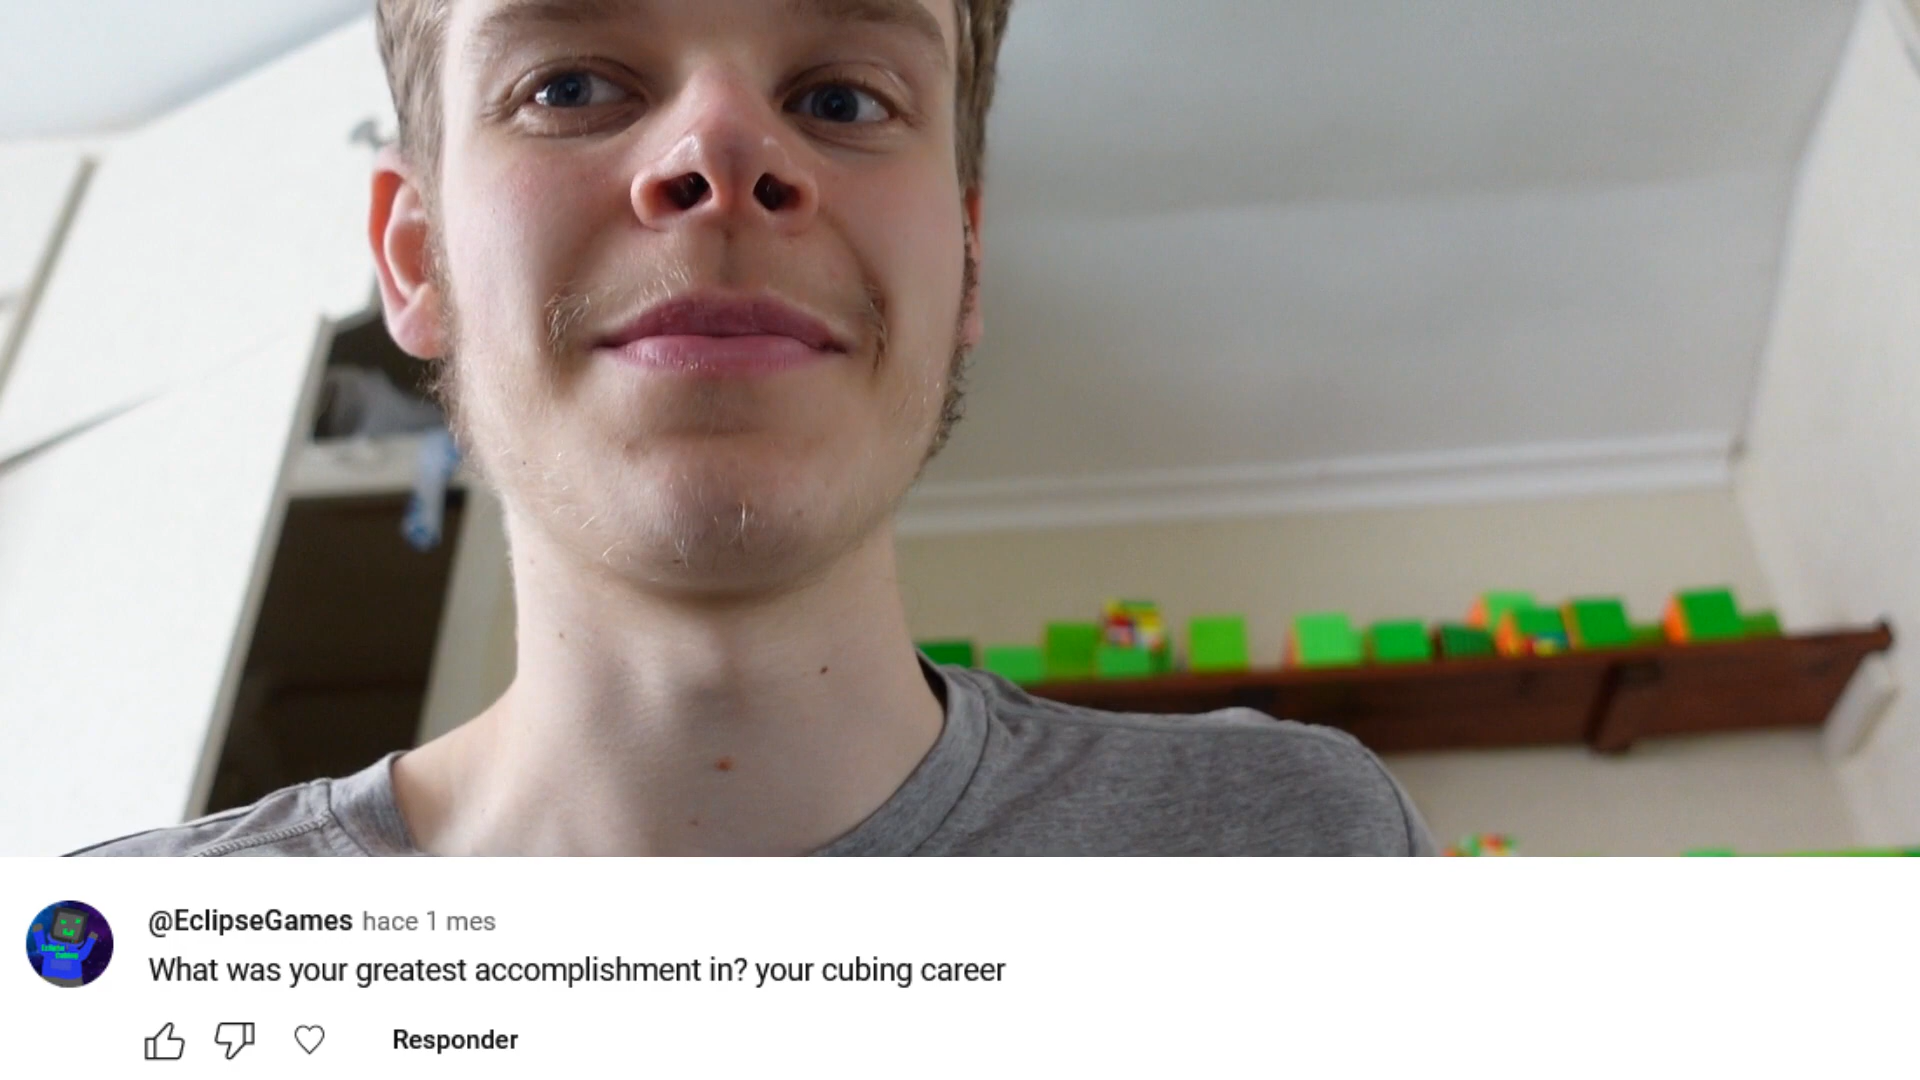 @EclipseGames hace 1 mes
What was your greatest accomplishment in? your cubing career
Responder